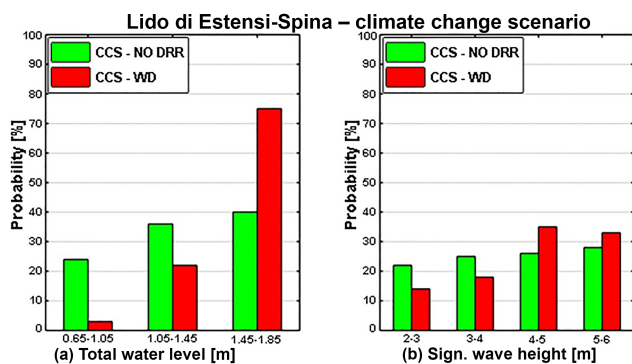 Lido di Estensi-Spina – climate change scenario
100
90
80
70
60
50
40
30
20
10
0
Probability [%]
CCS - NO DRR
CCS - WD
0.65-1.05 1.05-1.45 1.45-1.85
(a) Total water level [m]
100
90
80
70
60
50
40
30
20
10
0
Probability [%]
CCS - NO DRR
CCS - WD
2-3 3-4 4-5 5-6
(b) Sign. wave height [m]